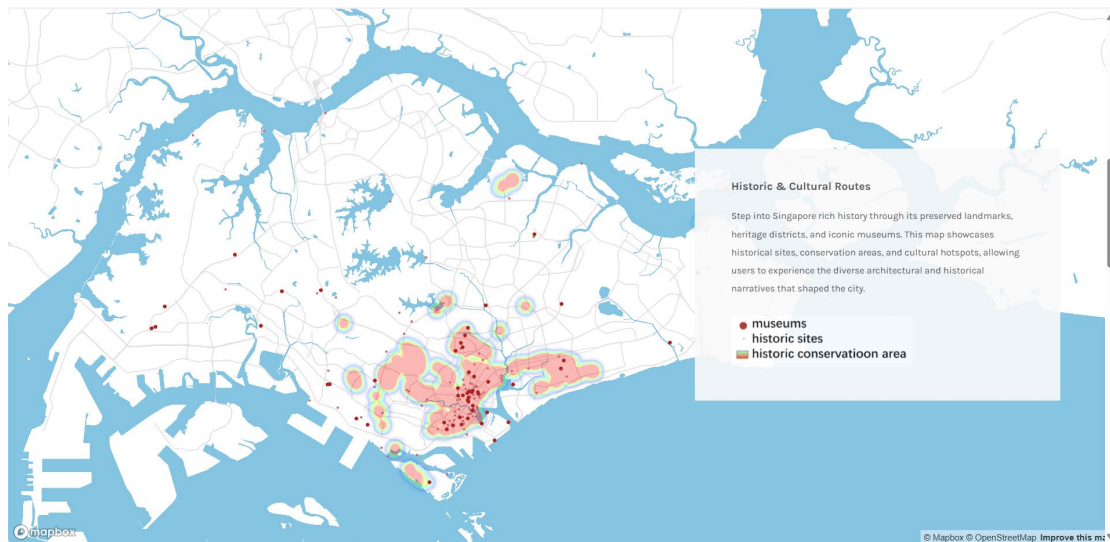 Historic & Cultural Routes
Step into Singapore rich history through its preserved landmarks,
heritage districts, and iconic museums. This map showcases
historical sites, conservation areas, and cultural hotspots, allowing
users to experience the diverse architectural and historical
narratives that shaped the city.
museums
historic sites
historic conservatioon area
mapbox
© Mapbox © OpenStreetMap Improve this ma